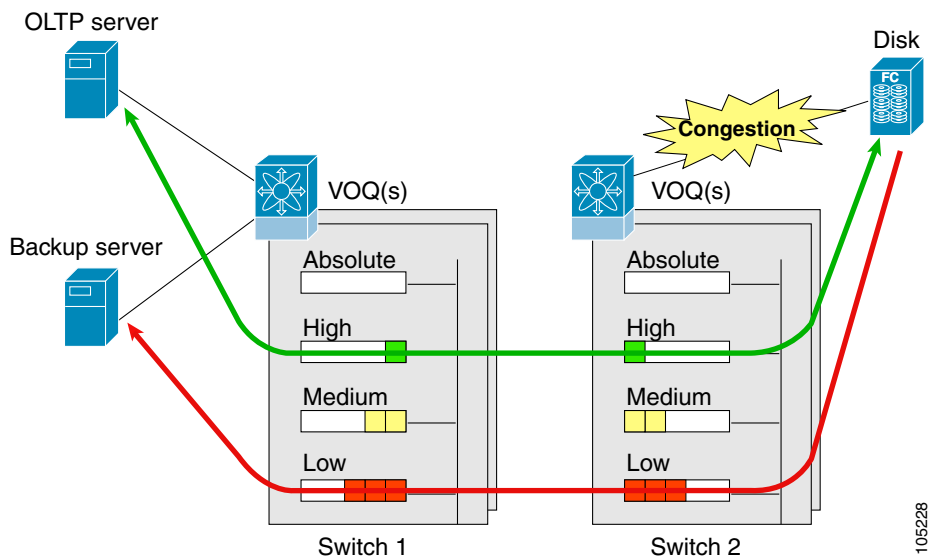 OLTP server
Disk
FC
Congestion
VOQ(s)
VOQ(s)
Backup server
Absolute
Absolute
High
High
Medium
Medium
Low
Low
Switch 1
Switch 2
105228